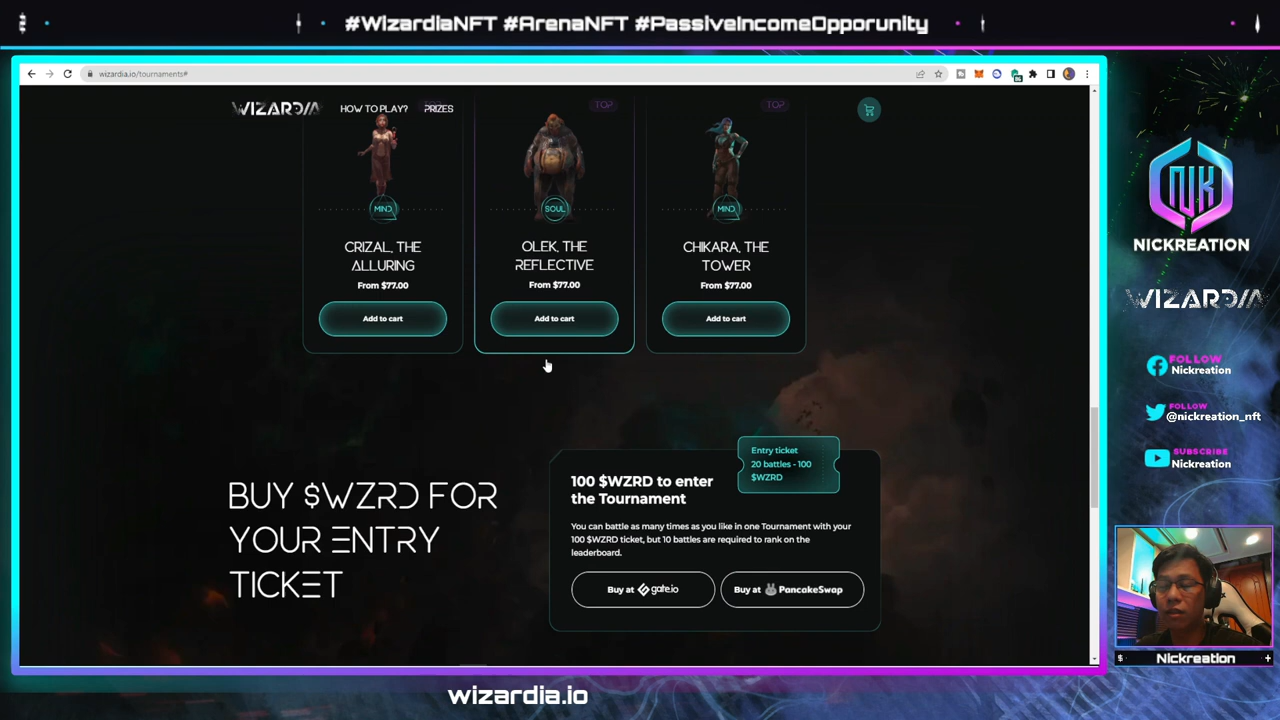 #WizardiaNFT #ArenaNFT #PassiveIncomeOpporunity
wizardia.io/tournaments#
WIZARDIA
HOW TO PLAY?
PRIZES
TOP
TOP
MIND
SOUL
MIND
CRIZAL, THE
ALLURING
From $77.00
Add to cart
OLEK, THE
REFLECTIVE
From $77.00
Add to cart
CHIKARA, THE
TOWER
From $77.00
Add to cart
BUY $WZRD FOR
YOUR ENTRY
TICKET
Entry ticket
20 battles - 100
$WZRD
100 $WZRD to enter
the Tournament
You can battle as many times as you like in one Tournament with your
100 $WZRD ticket, but 10 battles are required to rank on the
leaderboard.
Buy at gate.io
Buy at PancakeSwap
NICKREATION
WIZARDIA
FOLLOW
Nickreation
FOLLOW
@nickreation_nft
SUBSCRIBE
Nickreation
Nickreation
wizardia.io